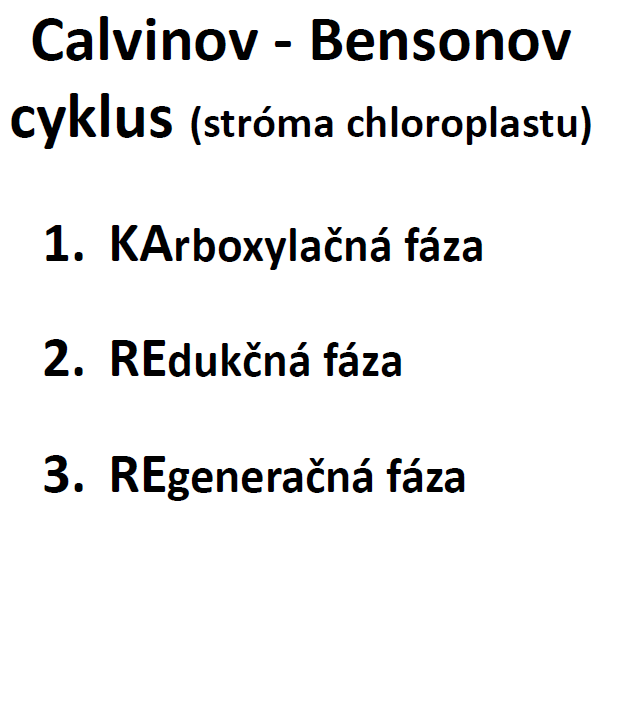 Calvinov - Bensonov
cyklus (stróma chloroplastu)
1. KArboxylačná fáza
2. REdukčná fáza
3. REgeneračná fáza